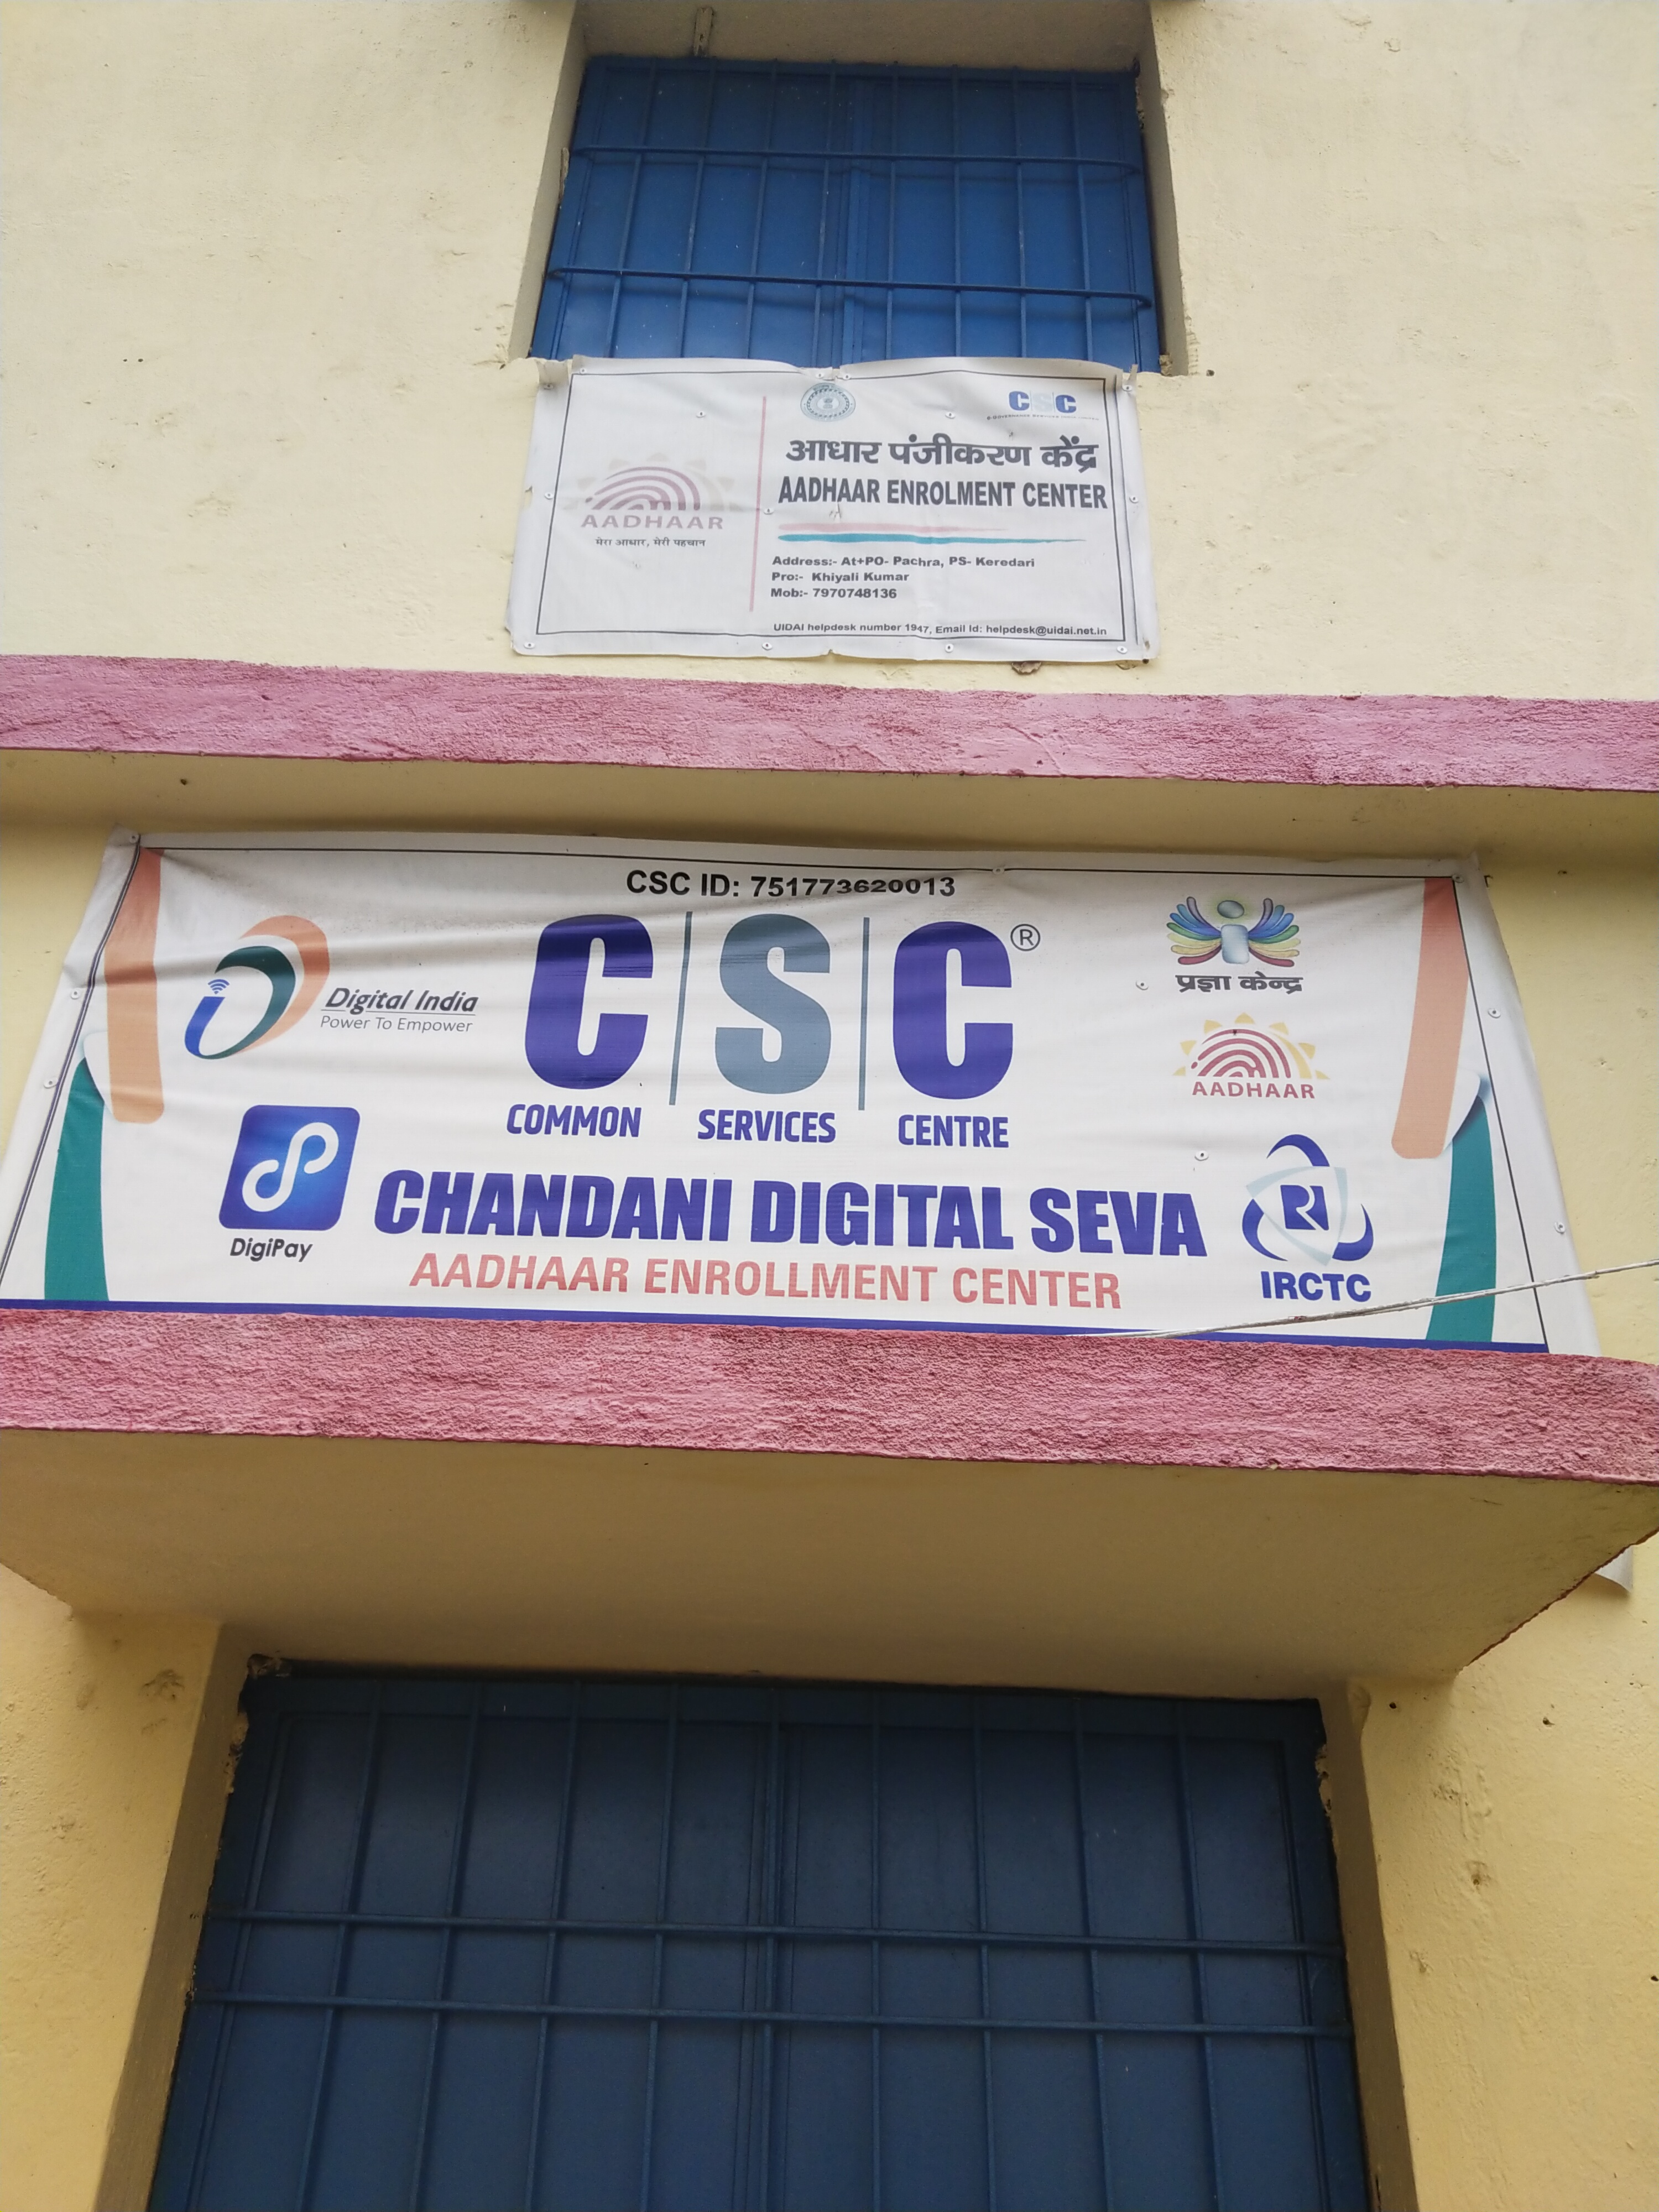 CSC
आधार पंजीकरण केंद्र
AADHAAR ENROLMENT CENTER
AADHAAR
मेरा आधार, मेरी पहचान
Address:- At+PO- Pachra, PS- Keredari
Pro:- Khiyali Kumar
Mob:- 7970748136
UIDAI helpdesk number 1947, Email Id: helpdesk@uidai.net.in
CSC ID: 751773620013
Digital India
Power To Empower
C|S|C®
COMMON SERVICES CENTRE
प्रज्ञा केन्द्र
AADHAAR
DigiPay
CHANDANI DIGITAL SEVA
AADHAAR ENROLLMENT CENTER
IRCTC